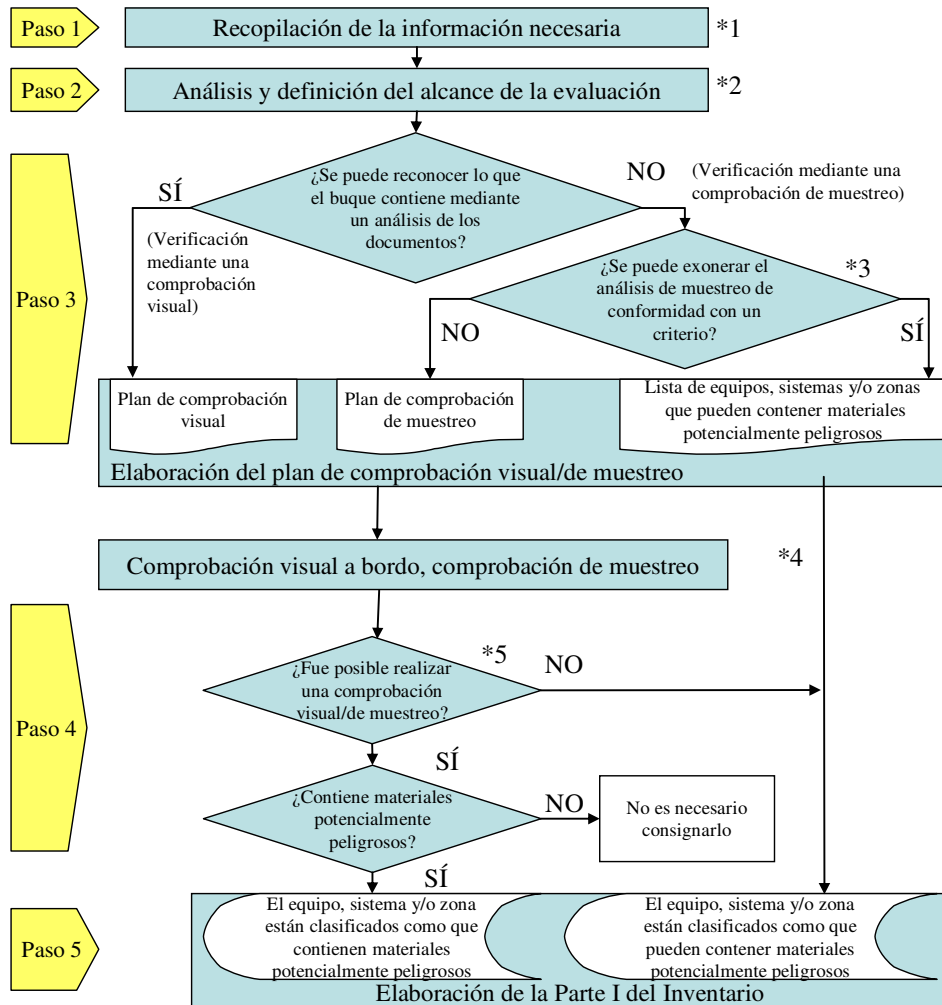 Paso 1
Recopilación de la información necesaria
*1
Paso 2
Análisis y definición del alcance de la evaluación
*2
Paso 3
¿Se puede reconocer lo que
el buque contiene mediante
un análisis de los
documentos?
SÍ
(Verificación
mediante una
comprobación
visual)
NO
(Verificación mediante una
comprobación de muestreo)
¿Se puede exonerar el
análisis de muestreo de
conformidad con un
criterio?
*3
NO
SÍ
Plan de comprobación
visual
Plan de comprobación
de muestreo
Lista de equipos, sistemas y/o zonas
que pueden contener materiales
potencialmente peligrosos
Elaboración del plan de comprobación visual/de muestreo
Comprobación visual a bordo, comprobación de muestreo
*4
Paso 4
¿Fue posible realizar
una comprobación
visual/de muestreo?
*5
NO
SÍ
¿Contiene materiales
potencialmente
peligrosos?
NO
No es necesario
consignarlo
SÍ
Paso 5
El equipo, sistema y/o zona
están clasificados como que
contienen materiales
potencialmente peligrosos
El equipo, sistema y/o zona
están clasificados como que
pueden contener materiales
potencialmente peligrosos
Elaboración de la Parte I del Inventario